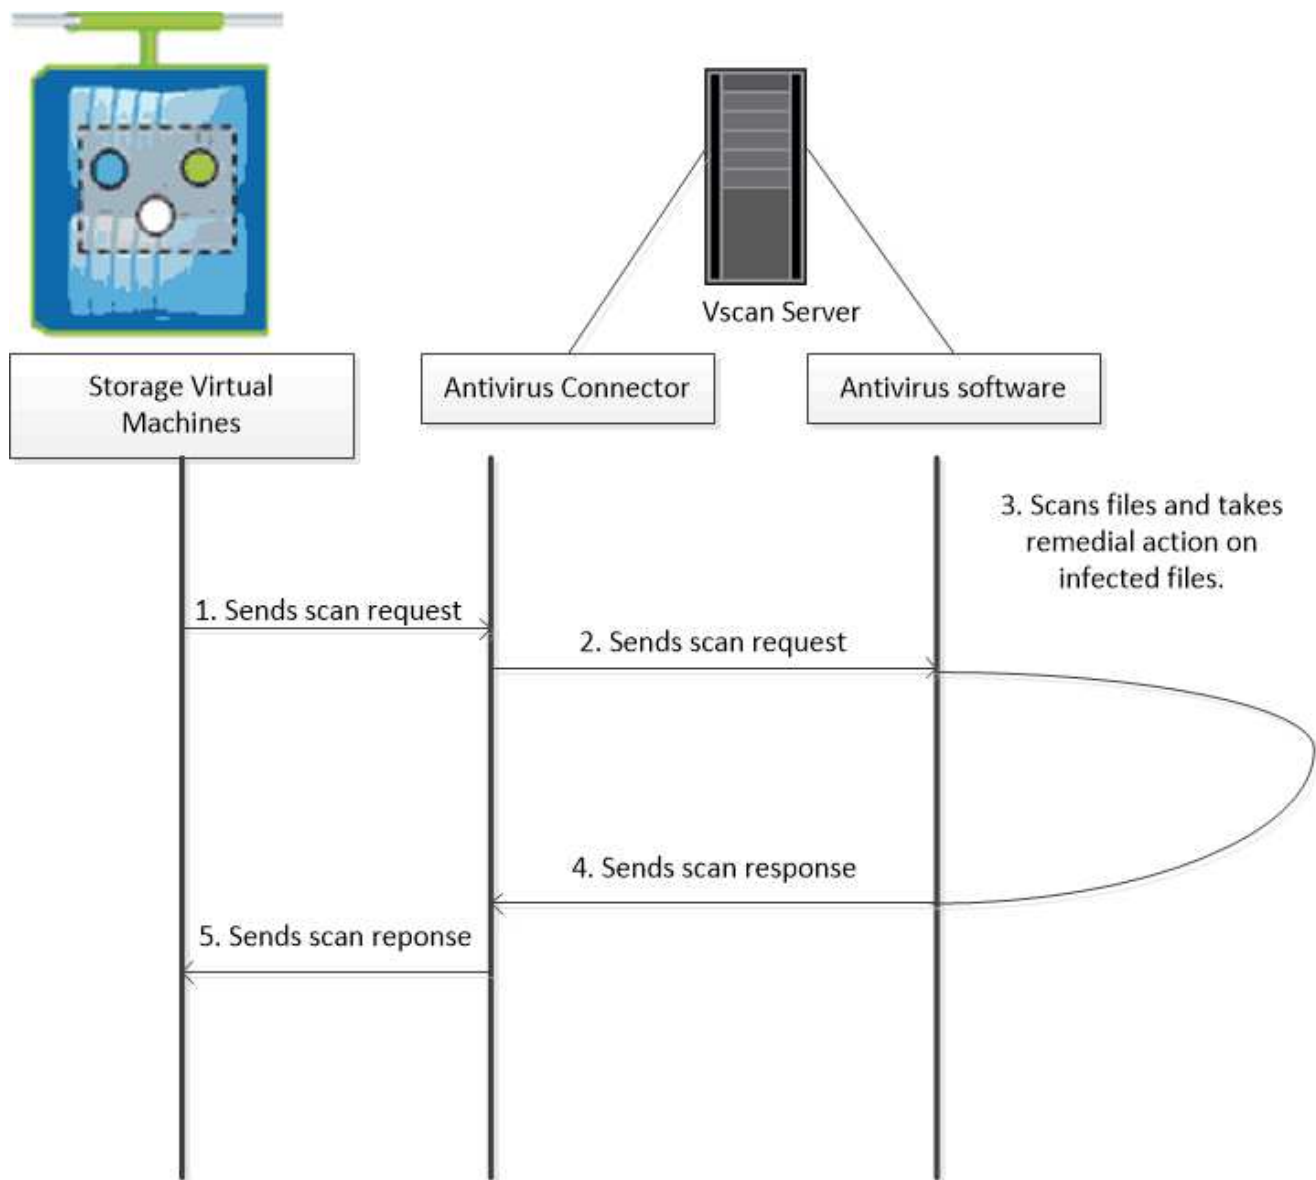 Vscan Server
Storage Virtual
Machines
Antivirus Connector
Antivirus software
3. Scans files and takes
remedial action on
infected files.
1. Sends scan request
2. Sends scan request
4. Sends scan response
5. Sends scan reponse